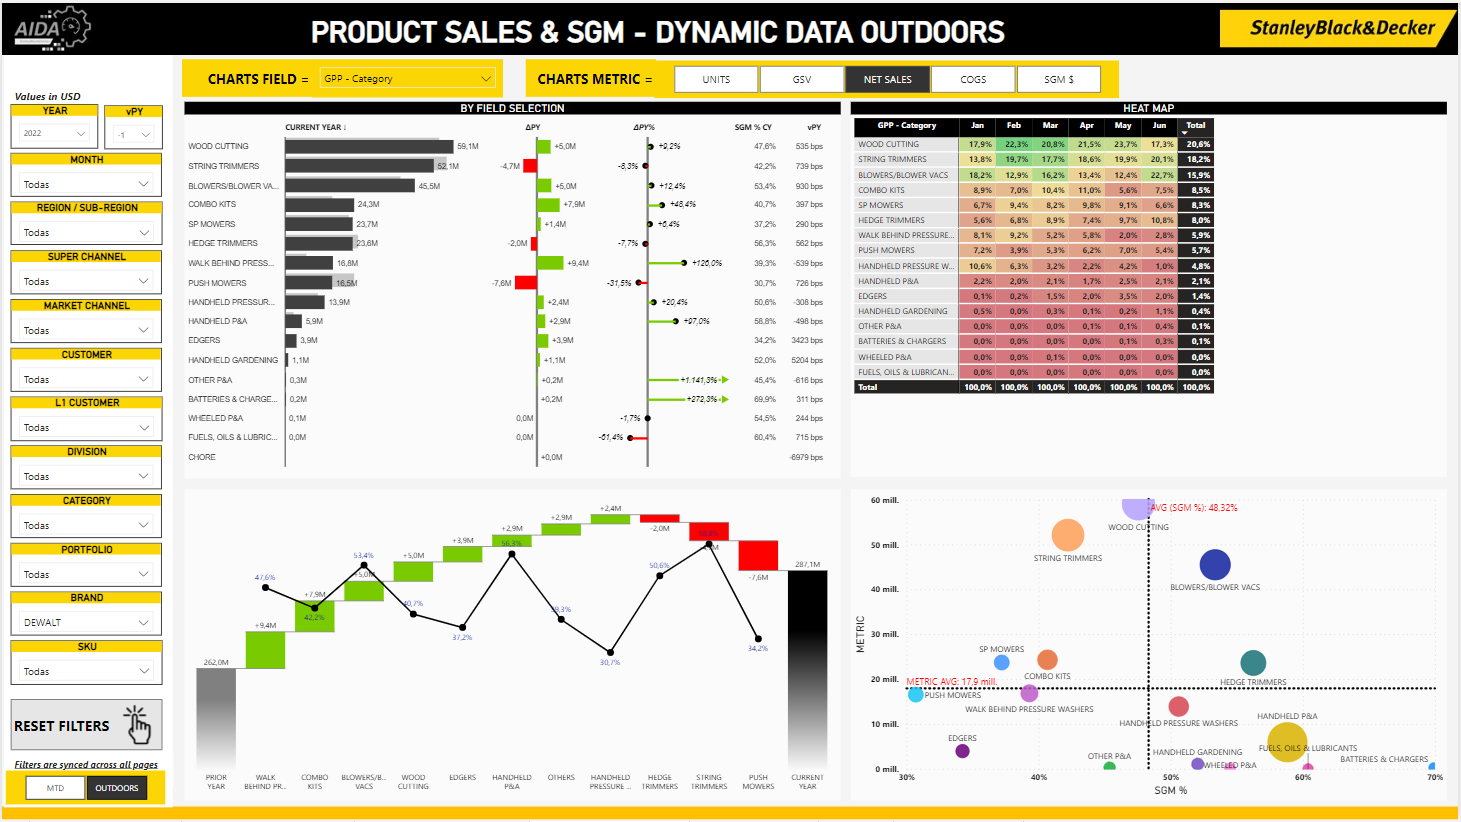 AIDA
PRODUCT SALES & SGM - DYNAMIC DATA OUTDOORS
StanleyBlack&Decker
CHARTS FIELD =
GPP - Category
CHARTS METRIC =
UNITS
GSV
NET SALES
COGS
SGM $
Values in USD
YEAR
vPY
2022
-1
MONTH
Todas
REGION / SUB-REGION
Todas
SUPER CHANNEL
Todas
MARKET CHANNEL
Todas
CUSTOMER
Todas
L1 CUSTOMER
Todas
DIVISION
Todas
CATEGORY
Todas
PORTFOLIO
Todas
BRAND
DEWALT
SKU
Todas
RESET FILTERS
Filters are synced across all pages
MTD
OUTDOORS
BY FIELD SELECTION
CURRENT YEAR ↓ ΔPY ΔPY% SGM % CY vPY
WOOD CUTTING 59,1M +5,0M +9,2% 47,6% 535 bps
STRING TRIMMERS 52,1M -4,7M -8,3% 42,2% 739 bps
BLOWERS/BLOWER VA... 45,5M +5,0M +12,4% 53,4% 930 bps
COMBO KITS 24,3M +7,9M +48,4% 40,7% 397 bps
SP MOWERS 23,7M +1,4M +6,4% 37,2% 290 bps
HEDGE TRIMMERS 23,6M -2,0M -7,7% 56,3% 562 bps
WALK BEHIND PRESS... 16,8M +9,4M +126,0% 39,3% -539 bps
PUSH MOWERS 16,5M -7,6M -31,5% 30,7% 726 bps
HANDHELD PRESSUR... 13,9M +2,4M +20,4% 50,6% -308 bps
HANDHELD P&A 5,9M +2,9M +97,0% 58,8% -498 bps
EDGERS 3,9M +3,9M 34,2% 3423 bps
HANDHELD GARDENING 1,1M +1,1M 52,0% 5204 bps
OTHER P&A 0,3M +0,2M +1.141,3% 45,4% -616 bps
BATTERIES & CHARGE... 0,2M +0,2M +272,3% 69,9% 311 bps
WHEELED P&A 0,1M 0,0M -1,7% 54,5% 244 bps
FUELS, OILS & LUBRIC... 0,0M 0,0M -61,4% 60,4% 715 bps
CHORE +0,0M -6979 bps
HEAT MAP
GPP - Category Jan Feb Mar Apr May Jun Total
WOOD CUTTING 17,9% 22,3% 20,8% 21,5% 23,7% 17,3% 20,6%
STRING TRIMMERS 13,8% 19,7% 17,7% 18,6% 19,9% 20,1% 18,2%
BLOWERS/BLOWER VACS 18,2% 12,9% 16,2% 13,4% 12,4% 22,7% 15,9%
COMBO KITS 8,9% 7,0% 10,4% 11,0% 5,6% 7,5% 8,5%
SP MOWERS 6,7% 9,4% 8,2% 9,8% 9,1% 6,6% 8,3%
HEDGE TRIMMERS 5,6% 6,8% 8,9% 7,4% 9,7% 10,8% 8,0%
WALK BEHIND PRESSURE... 8,1% 9,2% 5,2% 5,8% 2,0% 2,8% 5,9%
PUSH MOWERS 7,2% 3,9% 5,3% 6,2% 7,0% 5,4% 5,7%
HANDHELD PRESSURE W... 10,6% 6,3% 3,2% 2,2% 4,2% 1,0% 4,8%
HANDHELD P&A 2,2% 2,0% 2,1% 1,7% 2,5% 2,1% 2,1%
EDGERS 0,1% 0,2% 1,5% 2,0% 3,5% 2,0% 1,4%
HANDHELD GARDENING 0,5% 0,0% 0,3% 0,1% 0,2% 1,1% 0,4%
OTHER P&A 0,0% 0,0% 0,0% 0,1% 0,1% 0,4% 0,1%
BATTERIES & CHARGERS 0,0% 0,0% 0,0% 0,0% 0,1% 0,3% 0,1%
WHEELED P&A 0,0% 0,0% 0,1% 0,0% 0,0% 0,0% 0,0%
FUELS, OILS & LUBRICAN... 0,0% 0,0% 0,0% 0,0% 0,0% 0,0% 0,0%
Total 100,0% 100,0% 100,0% 100,0% 100,0% 100,0% 100,0%
262,0M +9,4M +7,9M +5,0M +5,0M +3,9M +2,9M +2,9M +2,4M -2,0M -7,6M 287,1M
47,6% 42,2% 53,4% 40,7% 37,2% 56,3% 39,3% 30,7% 50,6% 34,2%
PRIOR YEAR
WALK BEHIND PR...
COMBO KITS
BLOWERS/B... VACS
WOOD CUTTING
EDGERS
HANDHELD P&A
OTHERS
HANDHELD PRESSURE ...
HEDGE TRIMMERS
STRING TRIMMERS
PUSH MOWERS
CURRENT YEAR
60 mill.
50 mill.
40 mill.
30 mill.
20 mill.
10 mill.
0 mill.
METRIC
AVG (SGM %): 48.32%
WOOD CUTTING
STRING TRIMMERS
BLOWERS/BLOWER VACS
SP MOWERS
COMBO KITS
HEDGE TRIMMERS
METRIC AVG: 17.9 mill.
PUSH MOWERS
WALK BEHIND PRESSURE WASHERS
HANDHELD PRESSURE WASHERS
HANDHELD P&A
EDGERS
OTHER P&A
HANDHELD GARDENING
FUELS, OILS & LUBRICANTS
WHEELED P&A
BATTERIES & CHARGERS
30% 40% 50% 60% 70%
SGM %